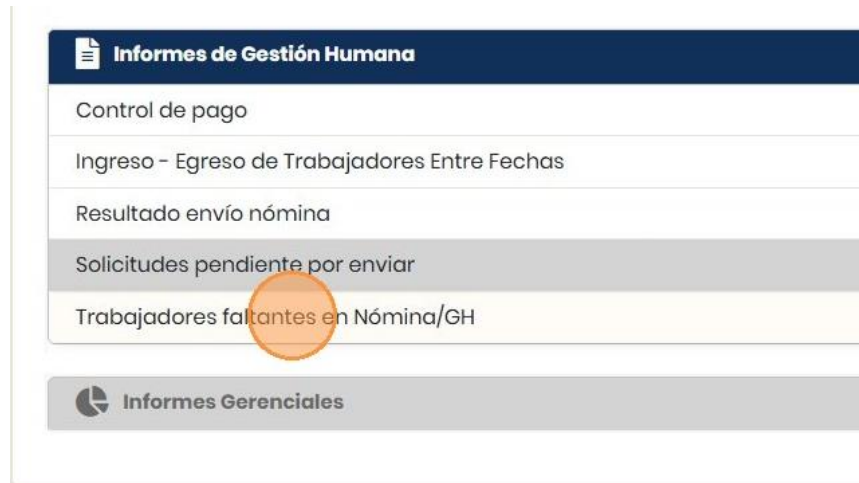 Informes de Gestión Humana
Control de pago
Ingreso - Egreso de Trabajadores Entre Fechas
Resultado envío nómina
Solicitudes pendiente por enviar
Trabajadores faltantes en Nómina/GH
Informes Gerenciales